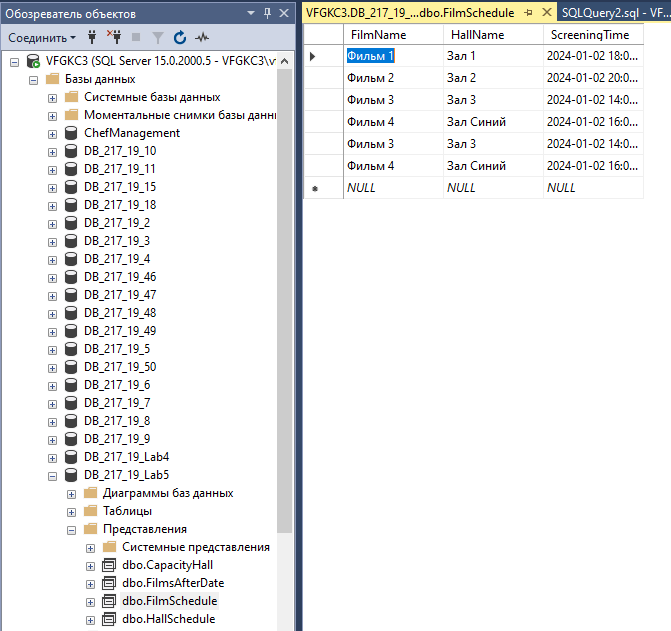 Обозреватель объектов
Соединить
VFGKC3 (SQL Server 15.0.2000.5 - VFGKC3\v
Базы данных
Системные базы данных
Моментальные снимки базы данн
ChefManagement
DB_217_19_10
DB_217_19_11
DB_217_19_15
DB_217_19_18
DB_217_19_2
DB_217_19_3
DB_217_19_4
DB_217_19_46
DB_217_19_47
DB_217_19_48
DB_217_19_49
DB_217_19_5
DB_217_19_50
DB_217_19_6
DB_217_19_7
DB_217_19_8
DB_217_19_9
DB_217_19_Lab4
DB_217_19_Lab5
Диаграммы баз данных
Таблицы
Представления
Системные представления
dbo.CapacityHall
dbo.FilmsAfterDate
dbo.FilmSchedule
dbo.HallSchedule
VFGKC3.DB_217_19_...dbo.FilmSchedule SQLQuery2.sql - VF...
FilmName HallName ScreeningTime
Фильм 1 Зал 1 2024-01-02 18:0...
Фильм 2 Зал 2 2024-01-02 20:0...
Фильм 3 Зал 3 2024-01-02 14:0...
Фильм 4 Зал Синий 2024-01-02 16:0...
Фильм 3 Зал 3 2024-01-02 14:0...
Фильм 4 Зал Синий 2024-01-02 16:0...
NULL NULL NULL